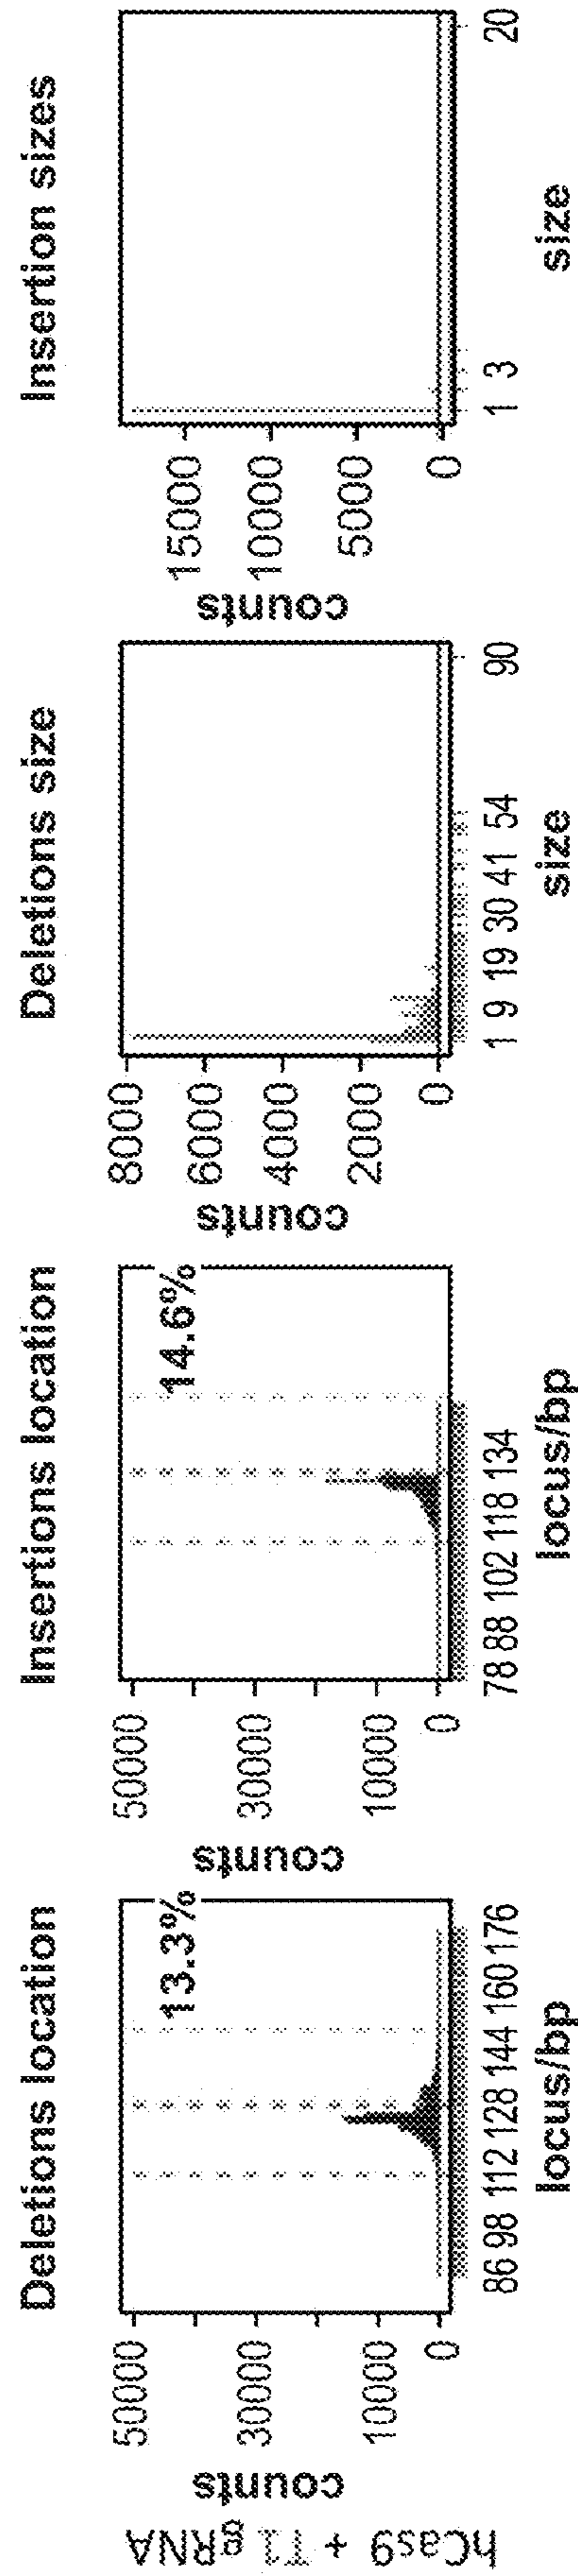 hCas9 + T1 gRNA
Deletions location
13.3%
counts
50000
30000
10000
0
86 98 112 128 144 160 176
locus/bp
Insertions location
14.6%
counts
50000
30000
10000
0
78 88 102 118 134
locus/bp
Deletions size
counts
8000
6000
4000
2000
0
1 9 19 30 41 54 90
size
Insertion sizes
counts
15000
10000
5000
0
1 3 20
size